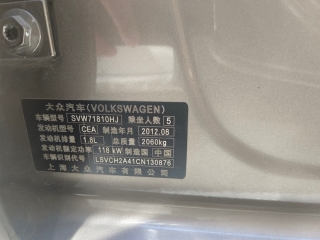 大众汽车(VOLKSWAGEN)
车辆型号 SVW71810HJ 乘坐人数 5
发动机型号 CEA 制造年月 2012.08
发动机排量 1.8L 总质量 2060kg
发动机额定功率 118 kW 制造国 中国
车辆识别代号 LSVCH2A41CN130876
上海大众汽车有限公司